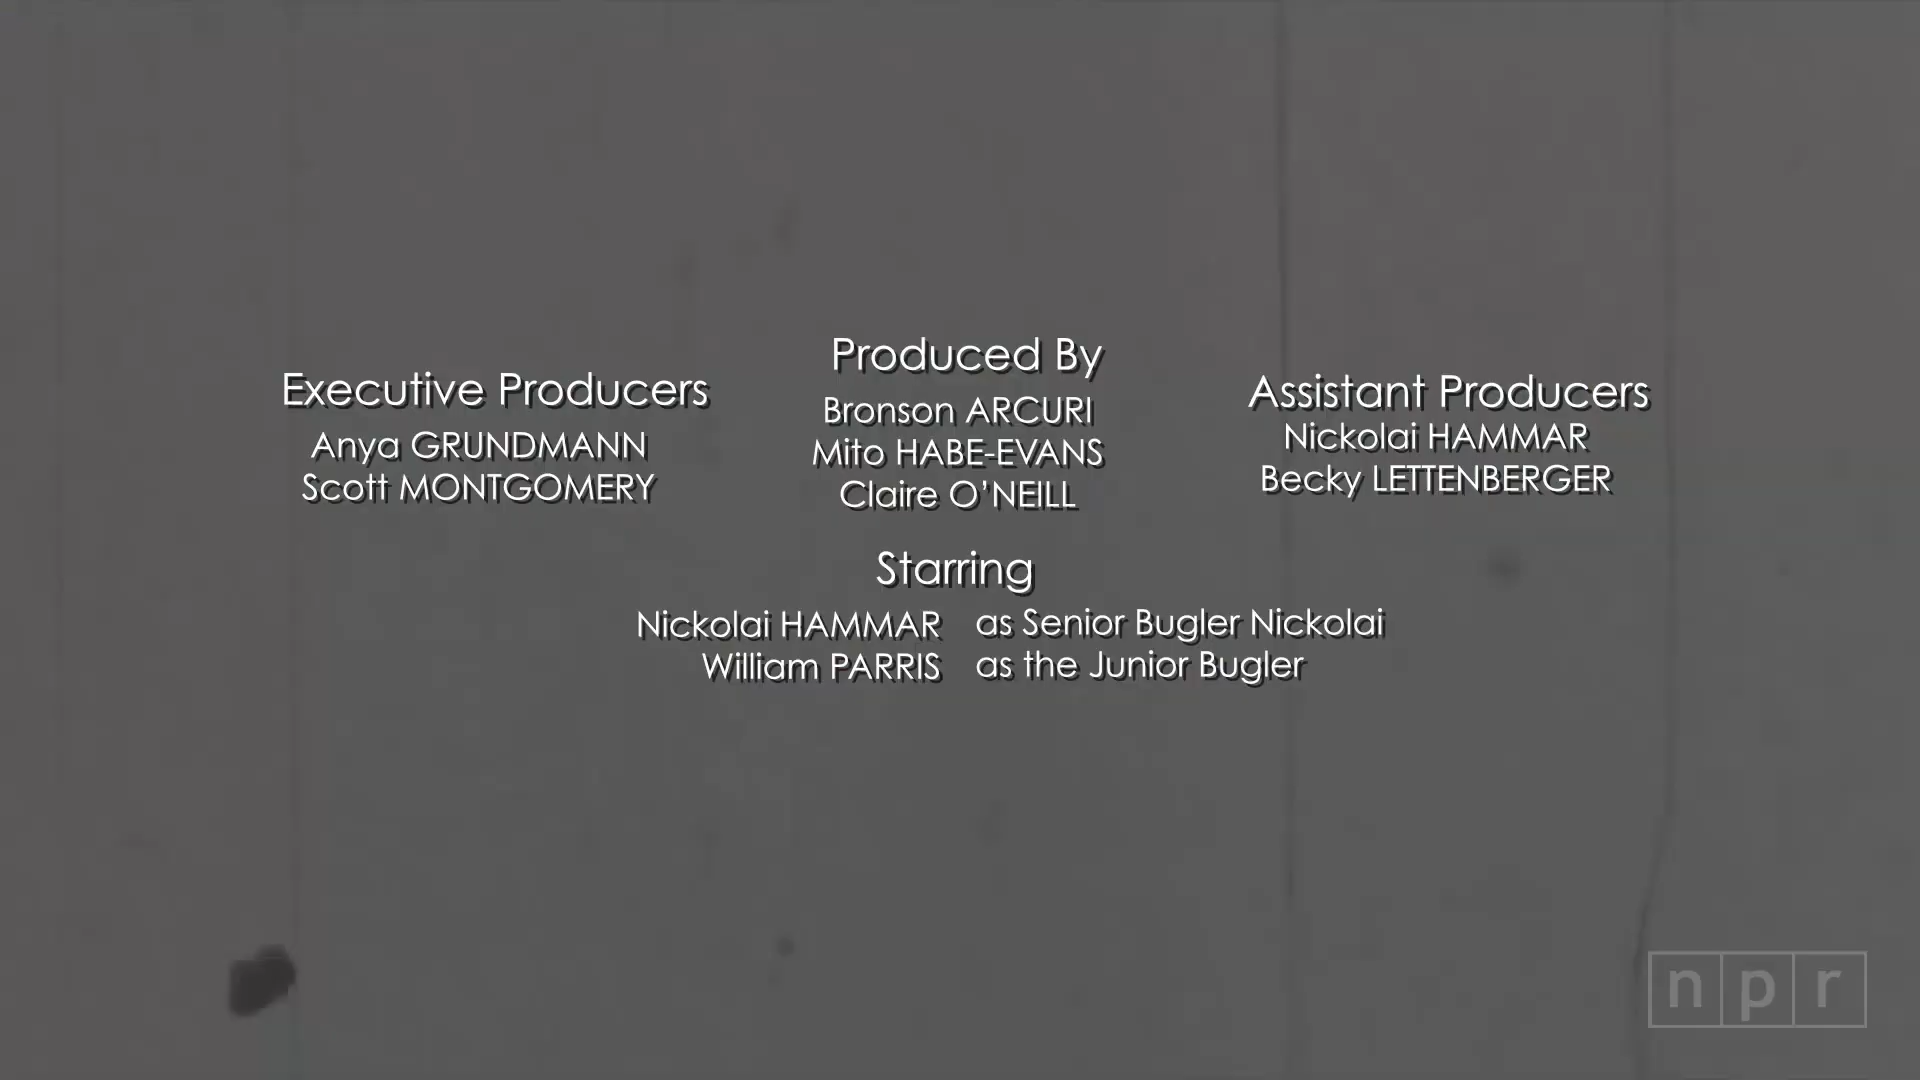 Executive Producers
Anya GRUNDMANN
Scott MONTGOMERY
Produced By
Bronson ARCURI
Mito HABE-EVANS
Claire O'NEILL
Assistant Producers
Nickolai HAMMAR
Becky LETTENBERGER
Starring
Nickolai HAMMAR as Senior Bugler Nickolai
William PARRIS as the Junior Bugler
npr